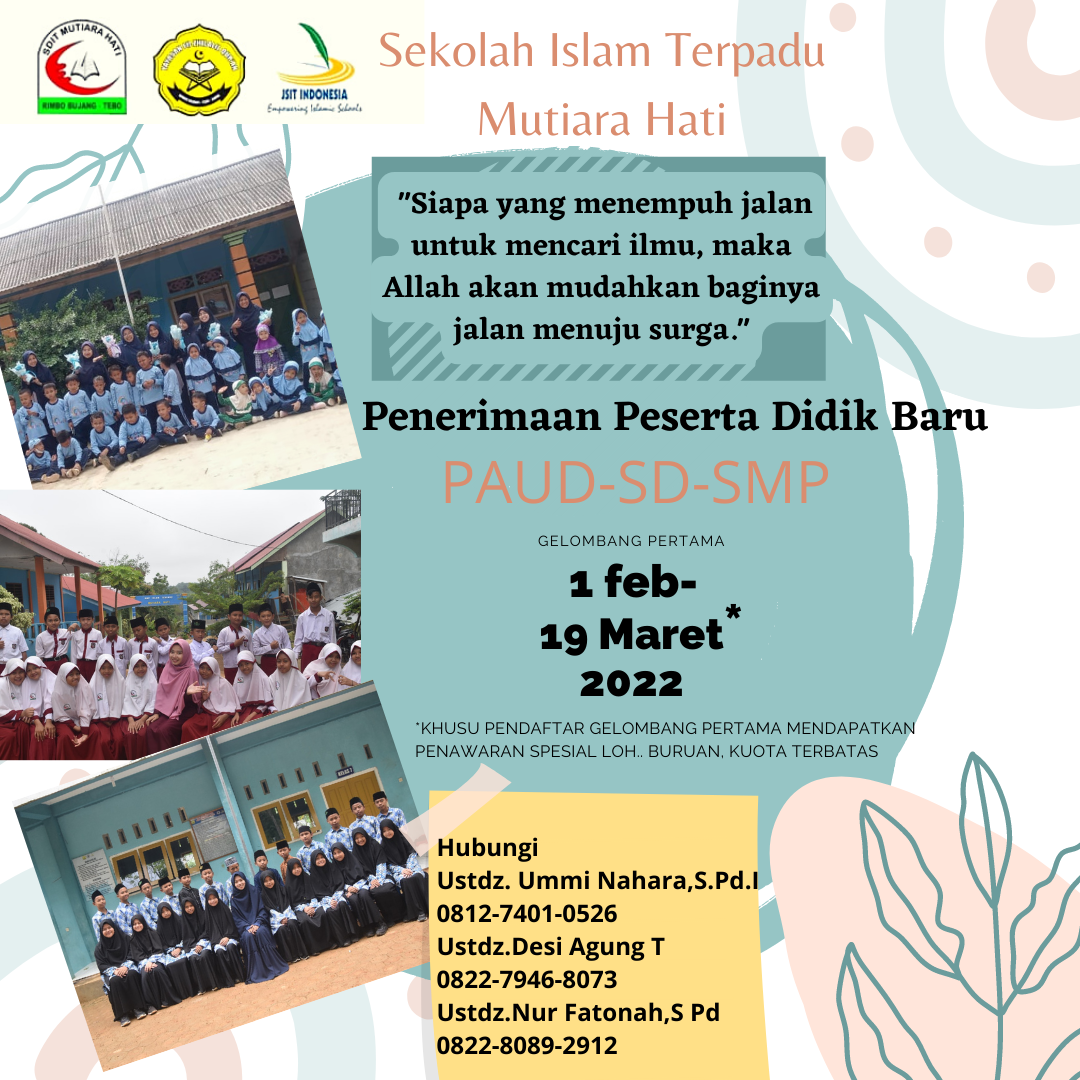 SDIT MUTIARA HATI
RIMBO BUJANG - TEBO
JSIT INDONESIA
Empowering Islamic Schools
Sekolah Islam Terpadu
Mutiara Hati
"Siapa yang menempuh jalan
untuk mencari ilmu, maka
Allah akan mudahkan baginya
jalan menuju surga."
Penerimaan Peserta Didik Baru
PAUD-SD-SMP
GELOMBANG PERTAMA
1 feb-
19 Maret*
2022
*KHUSU PENDAFTAR GELOMBANG PERTAMA MENDAPATKAN
PENAWARAN SPESIAL LOH.. BURUAN, KUOTA TERBATAS
Hubungi
Ustdz. Ummi Nahara,S.Pd.I
0812-7401-0526
Ustdz.Desi Agung T
0822-7946-8073
Ustdz.Nur Fatonah,S Pd
0822-8089-2912